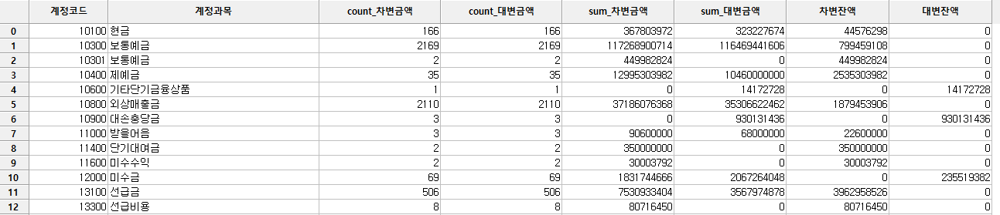 계정코드 계정과목 count_차변금액 count_대변금액 sum_차변금액 sum_대변금액 차변잔액 대변잔액
0 10100 현금 166 166 367803972 323227674 44576298 0
1 10300 보통예금 2169 2169 117268900714 116469441606 799459108 0
2 10301 보통예금 2 2 449982824 0 449982824 0
3 10400 제예금 35 35 12995303982 10460000000 2535303982 0
4 10600 기타단기금융상품 1 1 0 14172728 0 14172728
5 10800 외상매출금 2110 2110 37186076368 35306622462 1879453906 0
6 10900 대손충당금 3 3 0 930131436 0 930131436
7 11000 받을어음 3 3 90600000 68000000 22600000 0
8 11400 단기대여금 2 2 350000000 0 350000000 0
9 11600 미수수익 2 2 30003792 0 30003792 0
10 12000 미수금 69 69 1831744666 2067264048 0 235519382
11 13100 선급금 506 506 7530933404 3567974878 3962958526 0
12 13300 선급비용 8 8 80716450 0 80716450 0